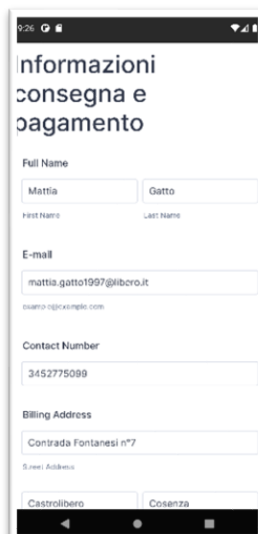 9:26
Informazioni
consegna e
pagamento
Full Name
Mattia Gatto
First Name Last Name
E-mail
mattia.gatto1997@libero.it
example@example.com
Contact Number
3452775099
Billing Address
Contrada Fontanesi n°7
Street Address
Castrolibero Cosenza